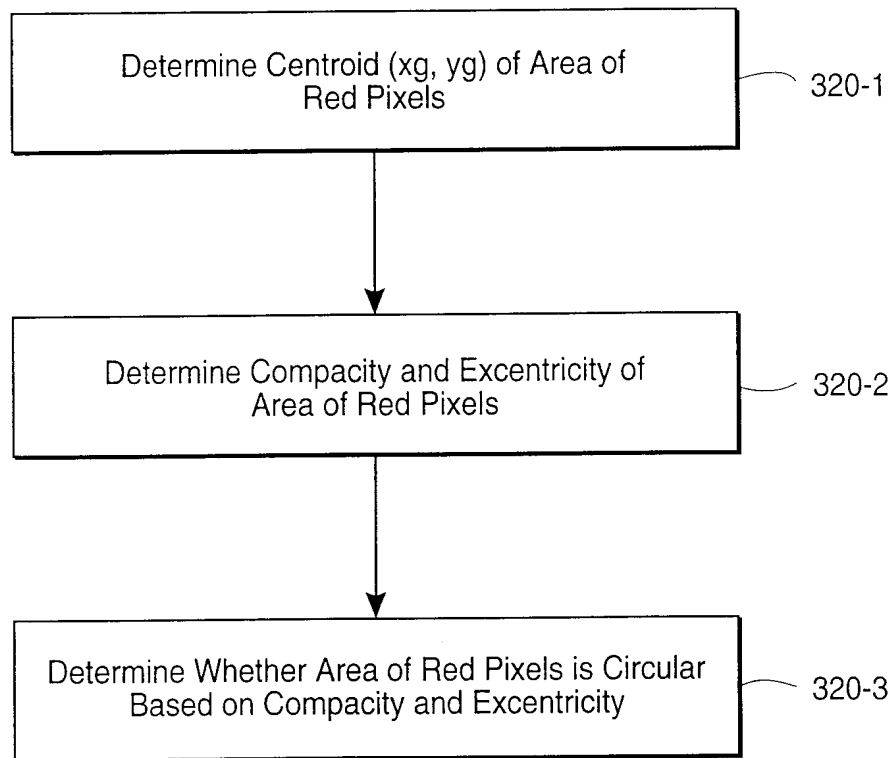 Determine Centroid (xg, yg) of Area of
Red Pixels
320-1
Determine Compacity and Excentricity of
Area of Red Pixels
320-2
Determine Whether Area of Red Pixels is Circular
Based on Compacity and Excentricity
320-3